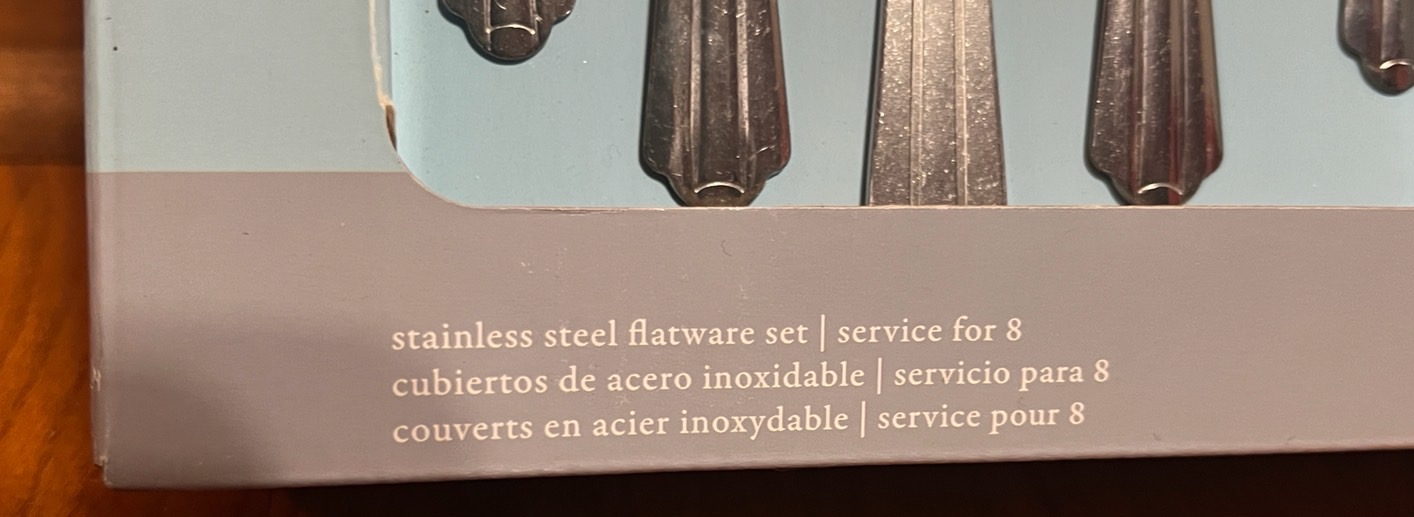 stainless steel flatware set | service for 8
cubiertos de acero inoxidable | servicio para 8
couverts en acier inoxydable | service pour 8